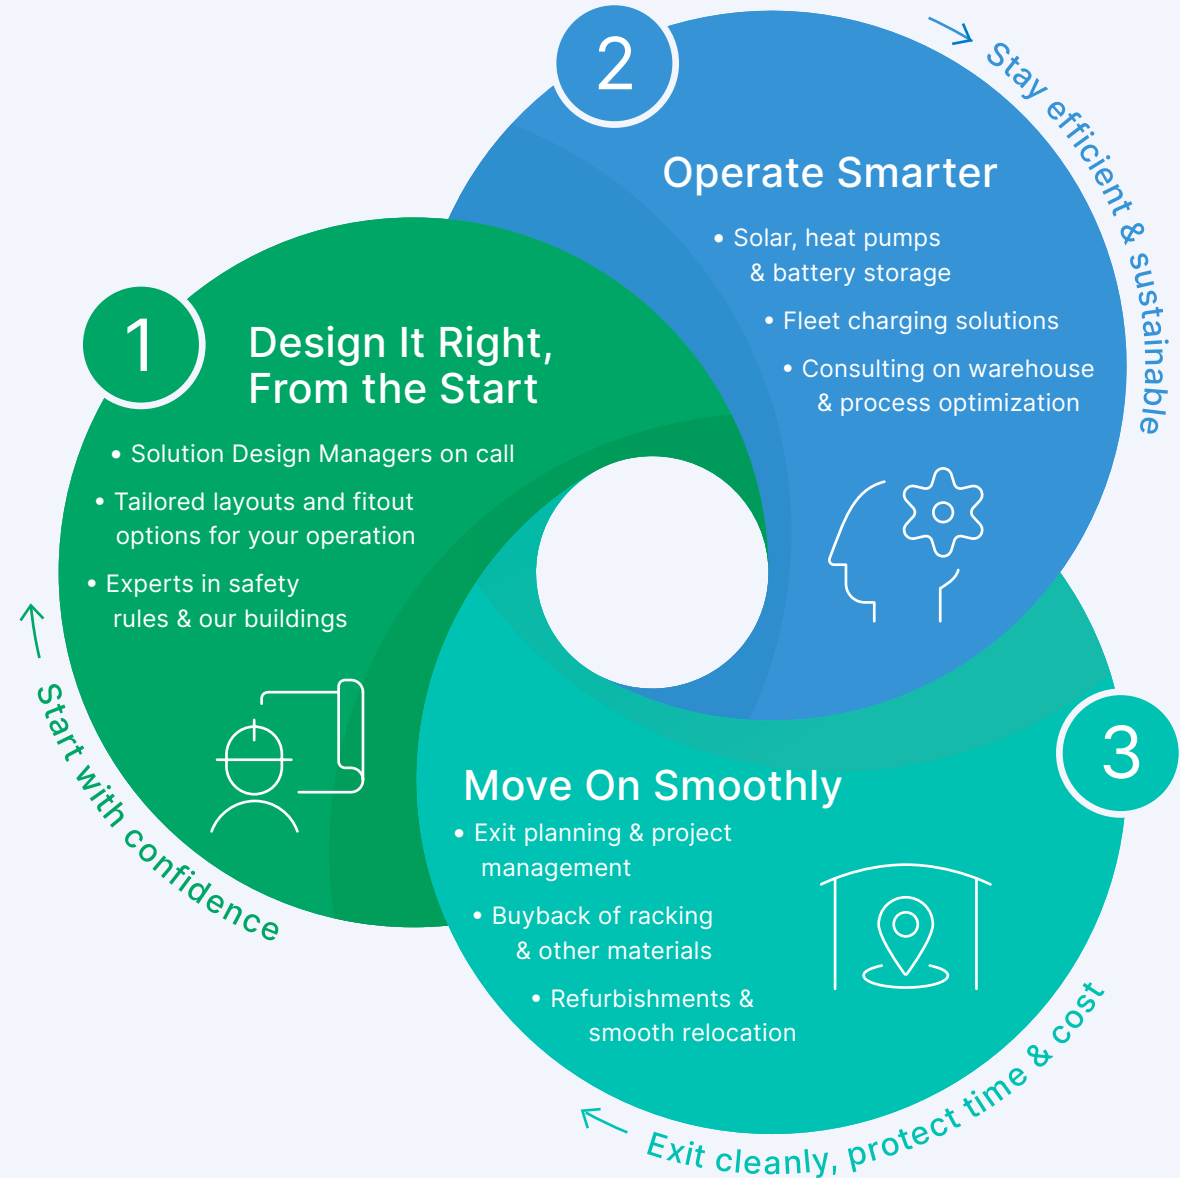 1
Design It Right,
From the Start
• Solution Design Managers on call
• Tailored layouts and fitout
options for your operation
• Experts in safety
rules & our buildings
Start with confidence
2
Operate Smarter
• Solar, heat pumps
& battery storage
• Fleet charging solutions
• Consulting on warehouse
& process optimization
Stay efficient & sustainable
3
Move On Smoothly
• Exit planning & project
management
• Buyback of racking
& other materials
• Refurbishments &
smooth relocation
Exit cleanly, protect time & cost